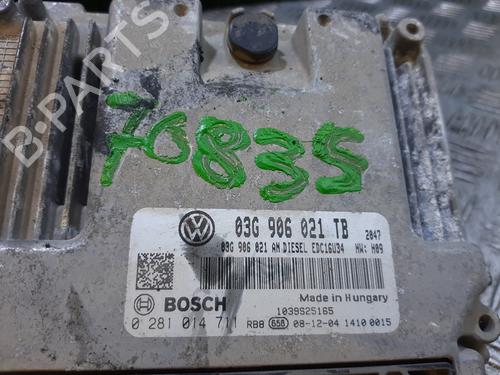 B-PARTS
76835
03G 906 021 TB 2047
03G 906 021 AN DIESEL EDC16U34 HW: H09
BOSCH
Made in Hungary
1039S25165
0 281 014 711 RB8 658 08-12-04 1410 0015